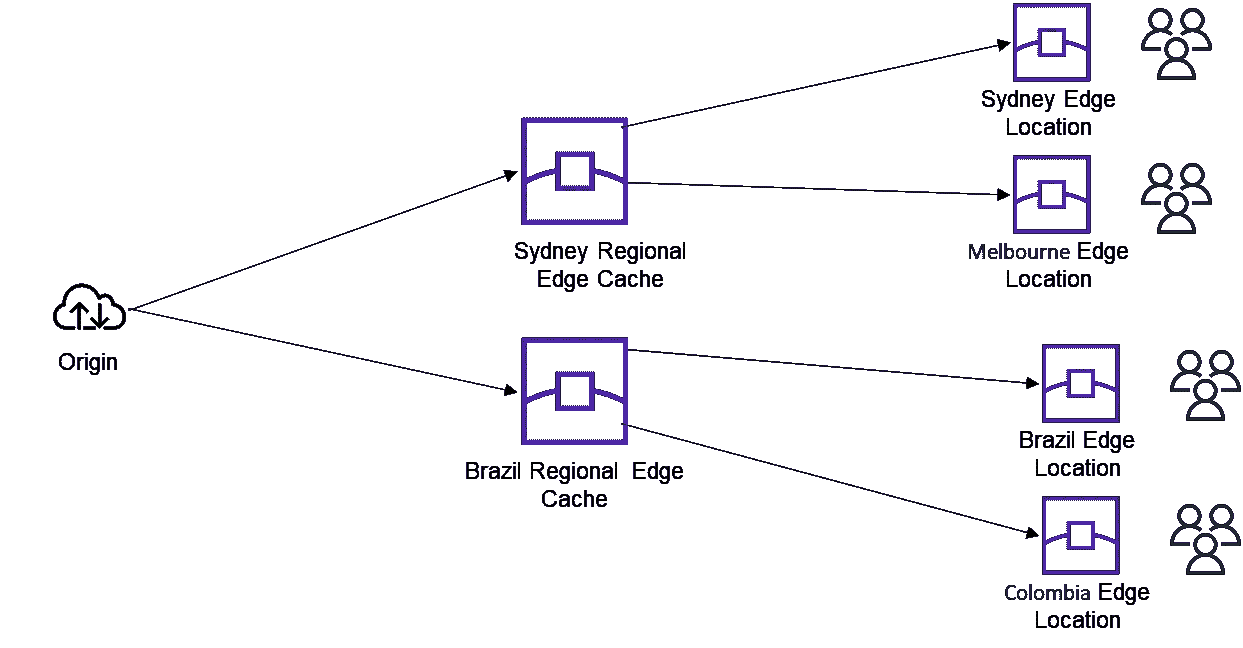 Sydney Edge
Location
Sydney Regional
Edge Cache
Melbourne Edge
Location
Origin
Brazil Regional Edge
Cache
Brazil Edge
Location
Colombia Edge
Location